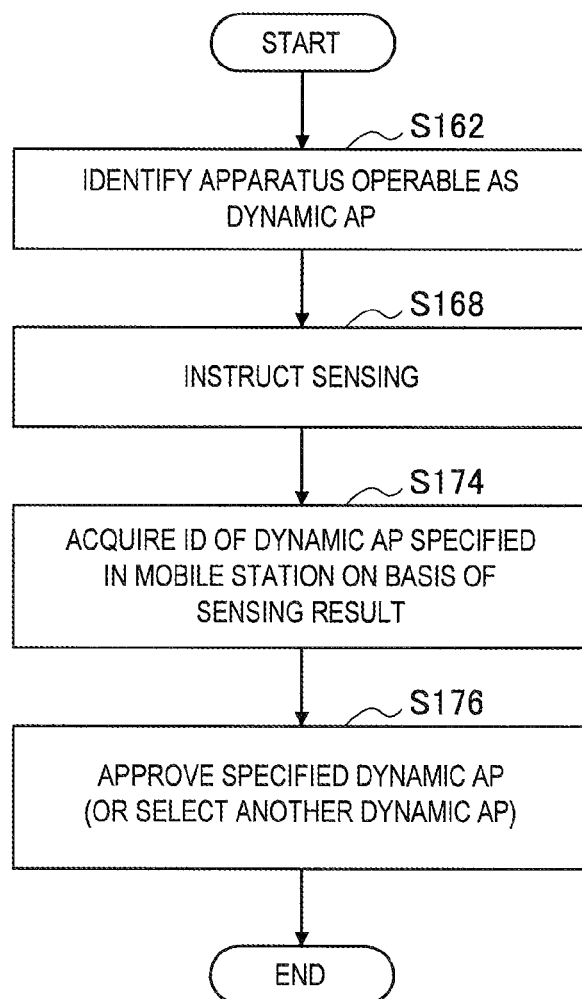 START
S162
IDENTIFY APPARATUS OPERABLE AS
DYNAMIC AP
S168
INSTRUCT SENSING
S174
ACQUIRE ID OF DYNAMIC AP SPECIFIED
IN MOBILE STATION ON BASIS OF
SENSING RESULT
S176
APPROVE SPECIFIED DYNAMIC AP
(OR SELECT ANOTHER DYNAMIC AP)
END